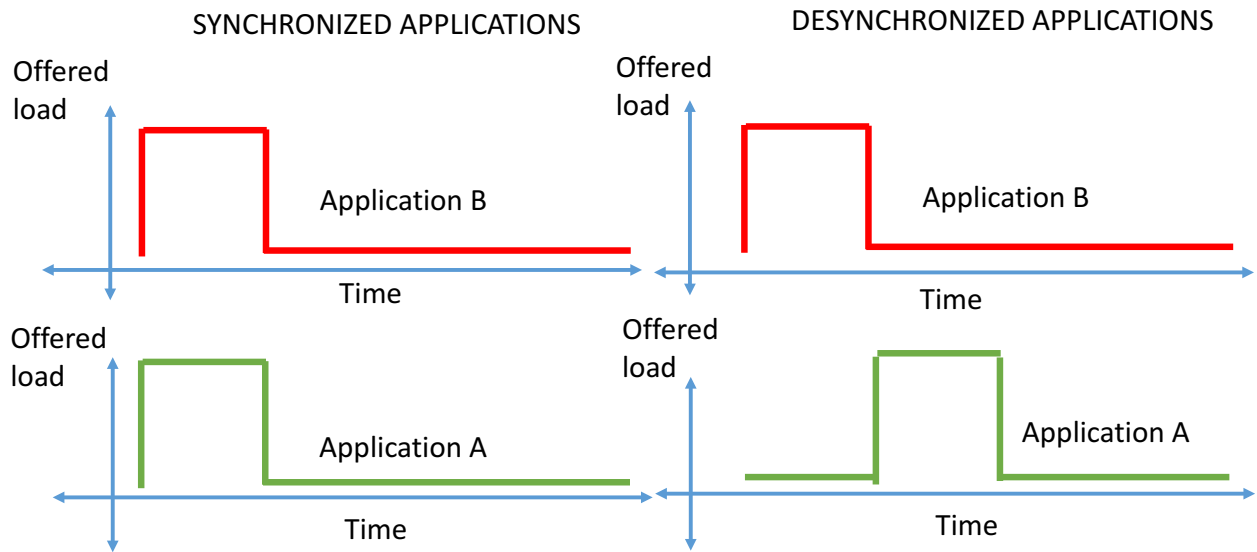 SYNCHRONIZED APPLICATIONS
Offered
load
Application B
Time
Offered
load
Application A
Time
DESYNCHRONIZED APPLICATIONS
Offered
load
Application B
Time
Offered
load
Application A
Time